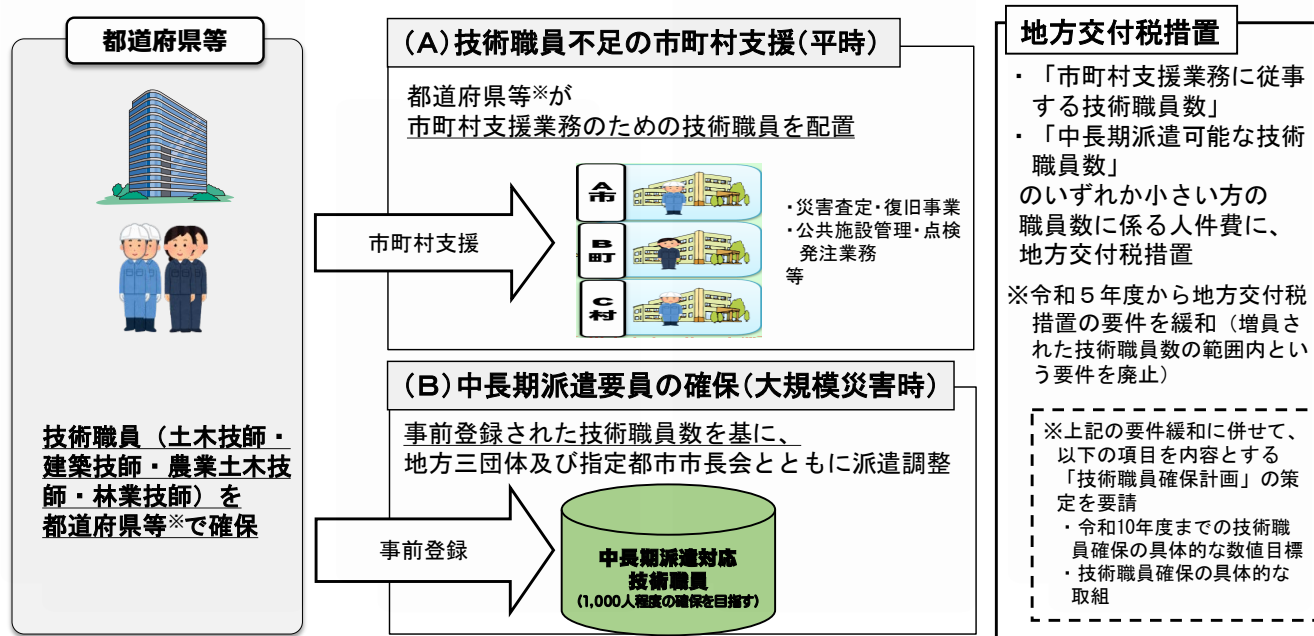 都道府県等
技術職員（土木技師・
建築技師・農業土木技
師・林業技師）を
都道府県等※で確保
（A）技術職員不足の市町村支援（平時）
都道府県等※が
市町村支援業務のための技術職員を配置
市町村支援
A市
B町
C村
・災害査定・復旧事業
・公共施設管理・点検
発注業務
等
（B）中長期派遣要員の確保（大規模災害時）
事前登録された技術職員数を基に、
地方三団体及び指定都市市長会とともに派遣調整
事前登録
中長期派遣対応
技術職員
（1,000人程度の確保を目指す）
地方交付税措置
・「市町村支援業務に従事
する技術職員数」
・「中長期派遣可能な技術
職員数」
のいずれか小さい方の
職員数に係る人件費に、
地方交付税措置
※令和５年度から地方交付税
措置の要件を緩和（増員さ
れた技術職員数の範囲内とい
う要件を廃止）
※上記の要件緩和に併せて、
以下の項目を内容とする
「技術職員確保計画」の策
定を要請
・令和10年度までの技術職
員確保の具体的な数値目標
・技術職員確保の具体的な
取組